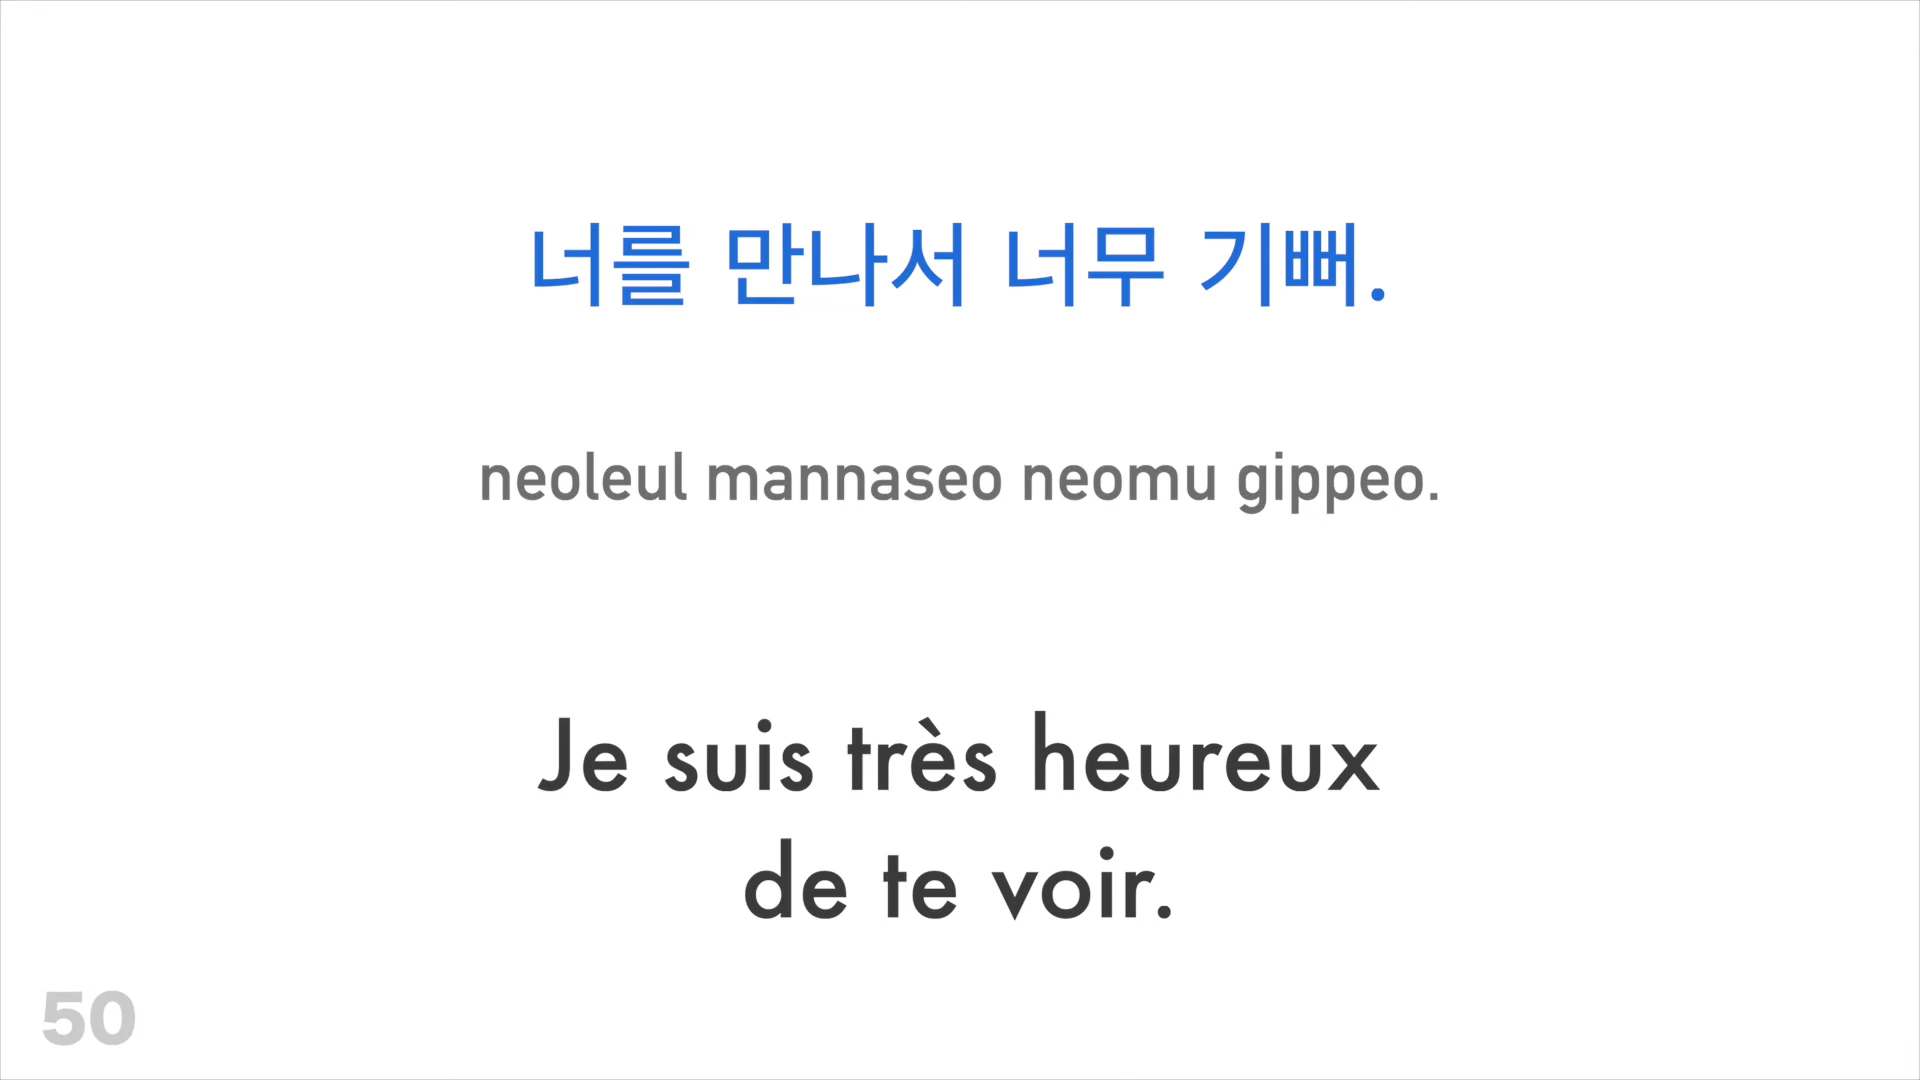 너를 만나서 너무 기뻐.
neoleul mannaseo neomu gippeo.
Je suis très heureux
de te voir.
50